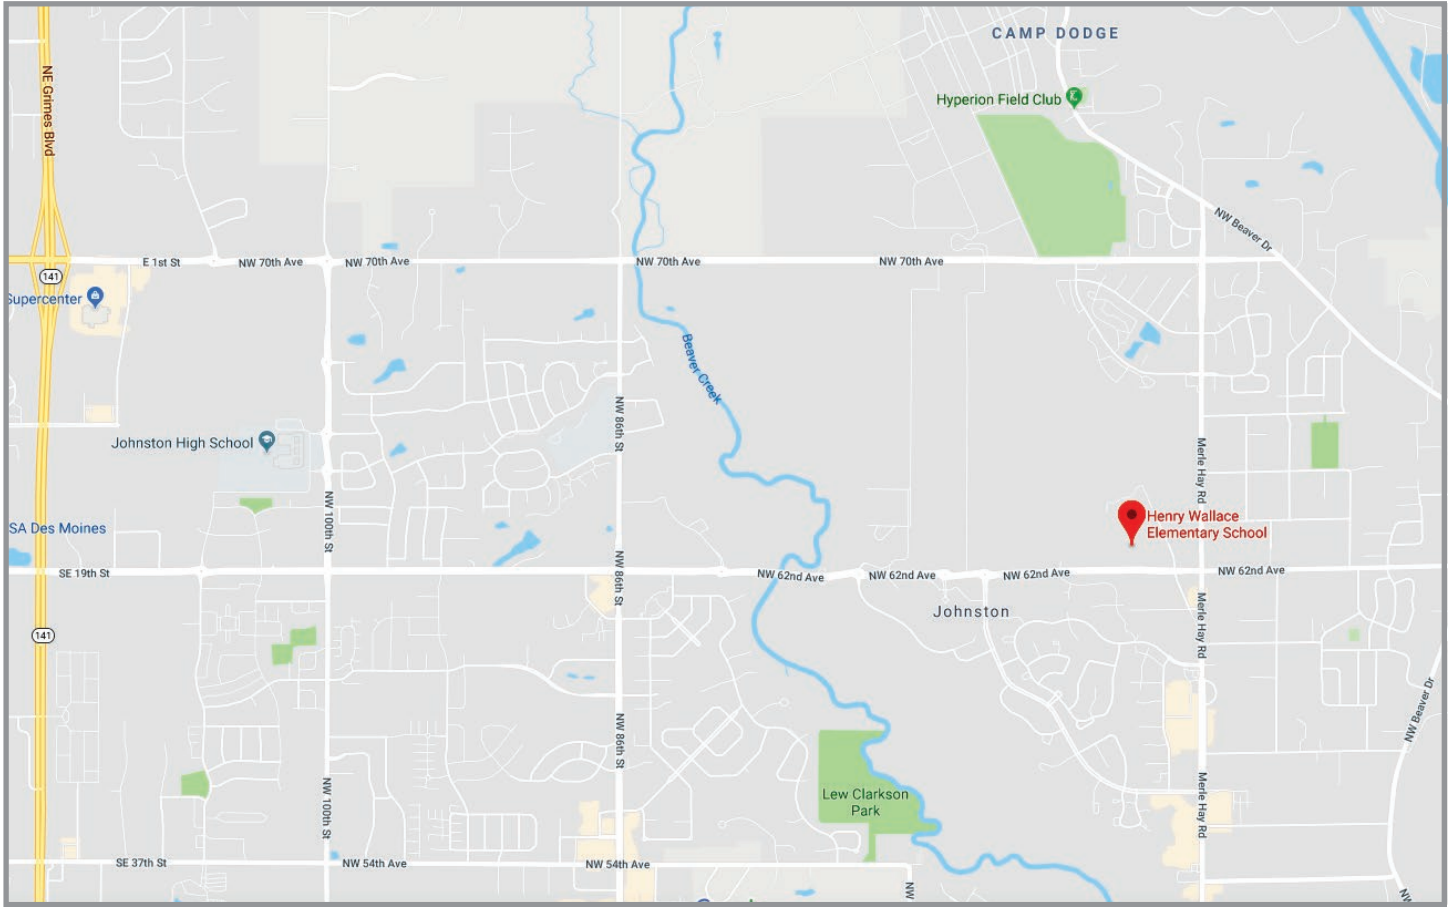 CAMP DODGE
NE Grimes Blvd
Hyperion Field Club
NW Beaver Dr
E 1st St
NW 70th Ave
NW 70th Ave
NW 70th Ave
NW 70th Ave
141
Supercenter
Beaver Creek
NW 86th St
Johnston High School
Merle Hay Rd
NW 100th St
Henry Wallace
Elementary School
SA Des Moines
SE 19th St
NW 86th St
NW 62nd Ave
NW 62nd Ave
NW 62nd Ave
NW 62nd Ave
Johnston
141
Merle Hay Rd
NW Beaver Dr
NW 86th St
NW 100th St
Lew Clarkson
Park
Merle Hay Rd
SE 37th St
NW 54th Ave
NW 54th Ave
NW
NW